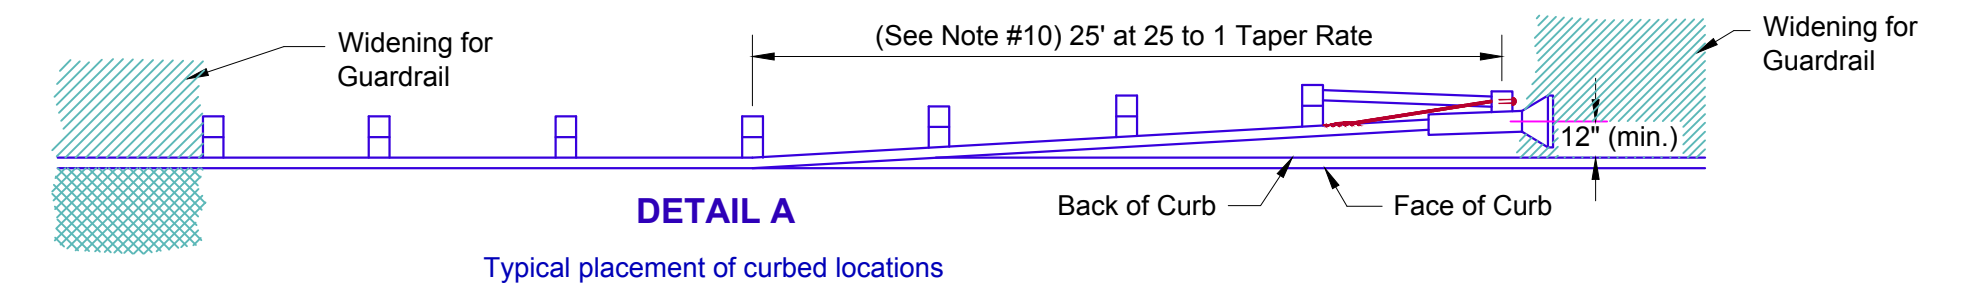 Widening for
Guardrail
(See Note #10) 25' at 25 to 1 Taper Rate
Widening for
Guardrail
12" (min.)
Back of Curb
Face of Curb
DETAIL A
Typical placement of curbed locations